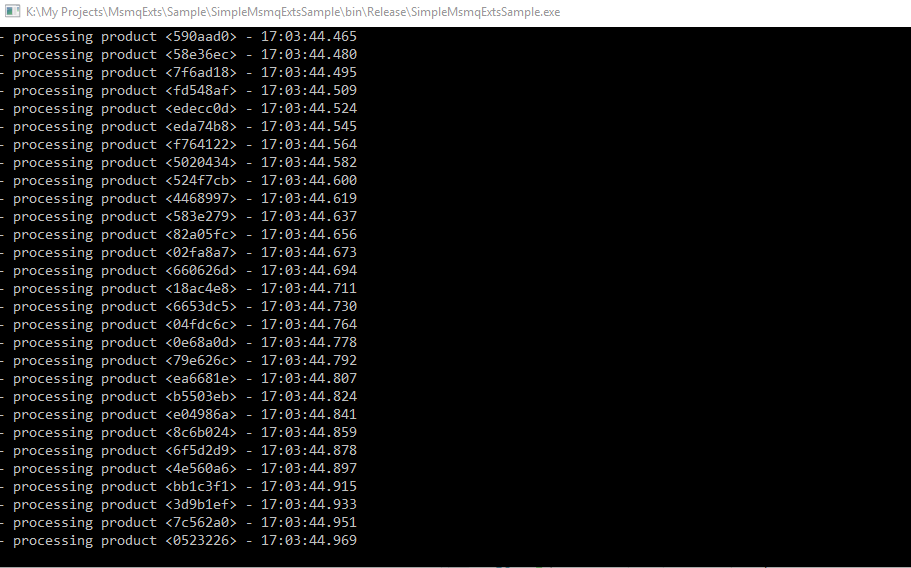 K:\My Projects\MsmqExts\Sample\SimpleMsmqExtsSample\bin\Release\SimpleMsmqExtsSample.exe
- processing product <590aad0> - 17:03:44.465
- processing product <58e36ec> - 17:03:44.480
- processing product <7f6ad18> - 17:03:44.495
- processing product <fd548af> - 17:03:44.509
- processing product <edecc0d> - 17:03:44.524
- processing product <eda74b8> - 17:03:44.545
- processing product <f764122> - 17:03:44.564
- processing product <5020434> - 17:03:44.582
- processing product <524f7cb> - 17:03:44.600
- processing product <4468997> - 17:03:44.619
- processing product <583e279> - 17:03:44.637
- processing product <82a05fc> - 17:03:44.656
- processing product <02fa8a7> - 17:03:44.673
- processing product <660626d> - 17:03:44.694
- processing product <18ac4e8> - 17:03:44.711
- processing product <6653dc5> - 17:03:44.730
- processing product <04fdc6c> - 17:03:44.764
- processing product <0e68a0d> - 17:03:44.778
- processing product <79e626c> - 17:03:44.792
- processing product <ea6681e> - 17:03:44.807
- processing product <b5503eb> - 17:03:44.824
- processing product <e04986a> - 17:03:44.841
- processing product <8c6b024> - 17:03:44.859
- processing product <6f5d2d9> - 17:03:44.878
- processing product <4e560a6> - 17:03:44.897
- processing product <bb1c3f1> - 17:03:44.915
- processing product <3d9b1ef> - 17:03:44.933
- processing product <7c562a0> - 17:03:44.951
- processing product <0523226> - 17:03:44.969